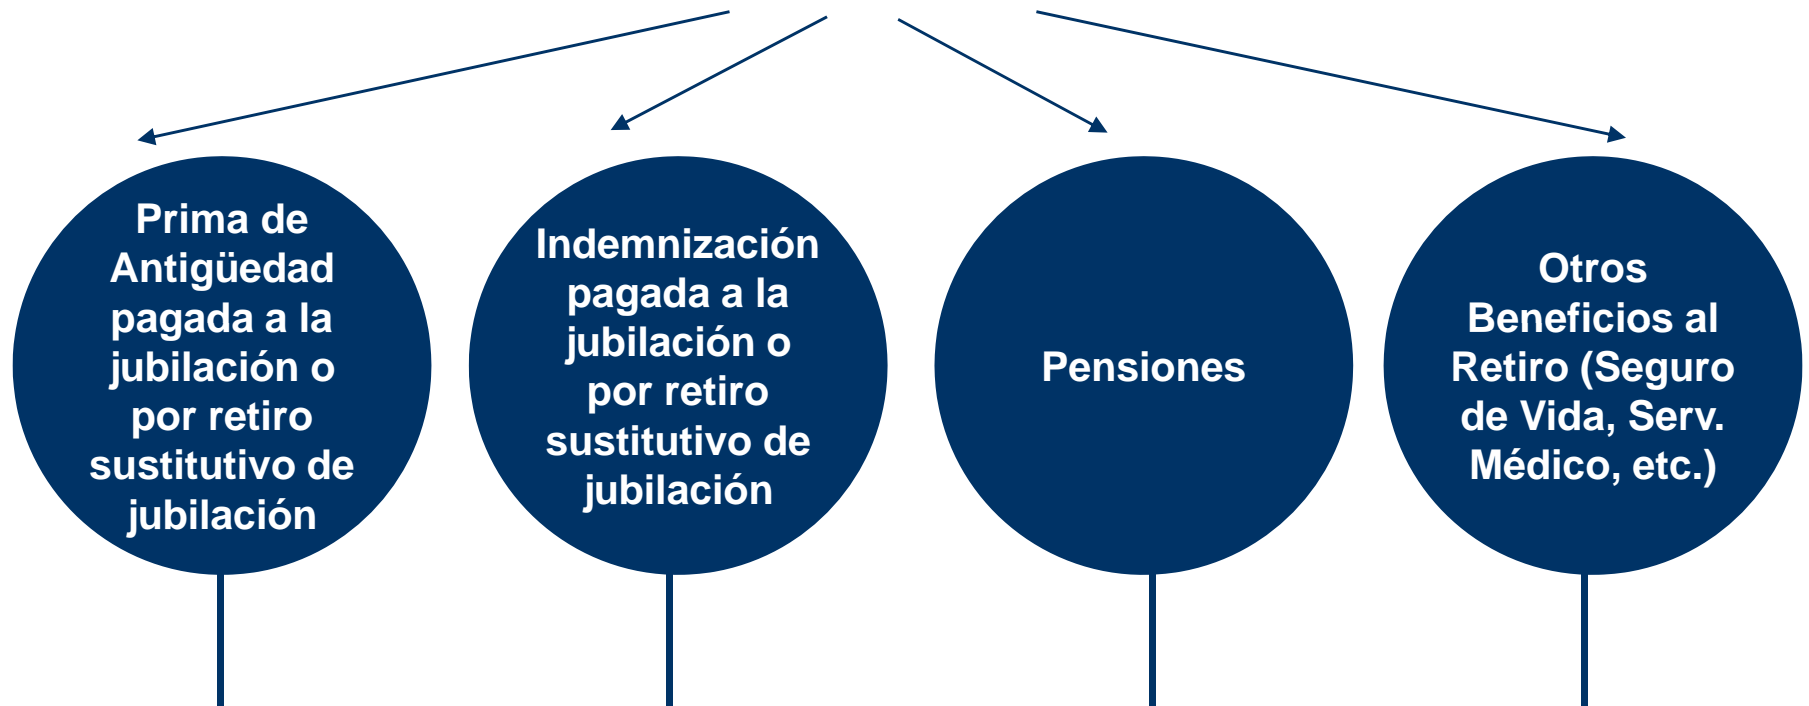 Prima de
Antigüedad
pagada a la
jubilación o
por retiro
sustitutivo de
jubilación
Indemnización
pagada a la
jubilación o
por retiro
sustitutivo de
jubilación
Pensiones
Otros
Beneficios al
Retiro (Seguro
de Vida, Serv.
Médico, etc.)